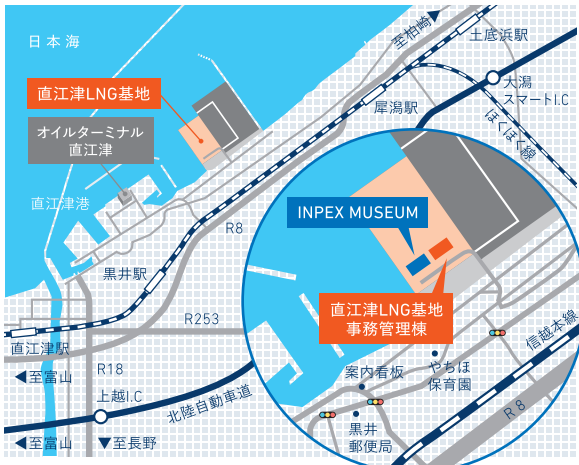 至柏崎
土底浜駅
日本海
大潟
スマートI.C
直江津LNG基地
犀潟駅
ほくほく線
オイルターミナル
直江津
直江津港
INPEX MUSEUM
R8
黒井駅
直江津LNG基地
事務管理棟
R253
信越本線
直江津駅
R18
やちほ
保育園
案内看板
至富山
上越I.C
北陸自動車道
R8
黒井
郵便局
至富山
至長野